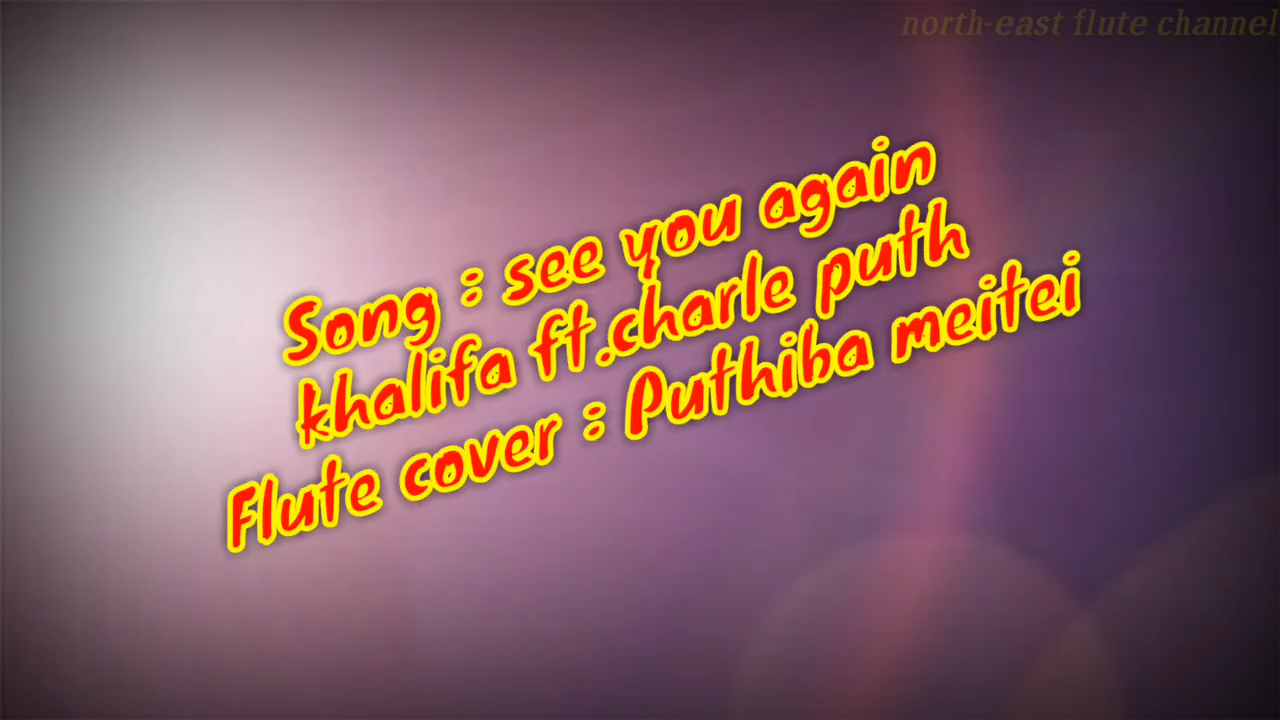 north-east flute channel
Song : see you again
khalifa ft.charle puth
Flute cover : Puthiba meitei